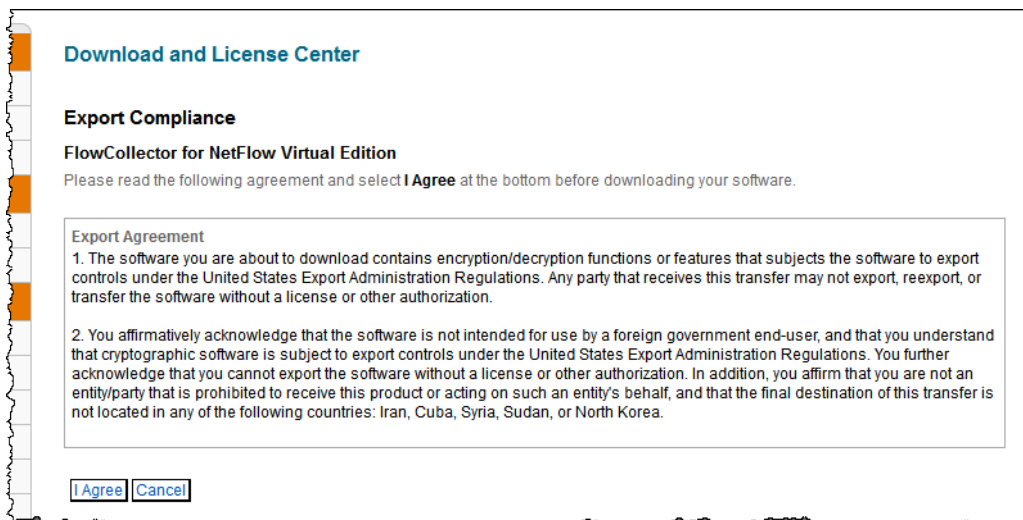 Download and License Center
Export Compliance
FlowCollector for NetFlow Virtual Edition
Please read the following agreement and select I Agree at the bottom before downloading your software.
Export Agreement
1. The software you are about to download contains encryption/decryption functions or features that subjects the software to export
controls under the United States Export Administration Regulations. Any party that receives this transfer may not export, reexport, or
transfer the software without a license or other authorization.
2. You affirmatively acknowledge that the software is not intended for use by a foreign government end-user, and that you understand
that cryptographic software is subject to export controls under the United States Export Administration Regulations. You further
acknowledge that you cannot export the software without a license or other authorization. In addition, you affirm that you are not an
entity/party that is prohibited to receive this product or acting on such an entity's behalf, and that the final destination of this transfer is
not located in any of the following countries: Iran, Cuba, Syria, Sudan, or North Korea.
I Agree Cancel